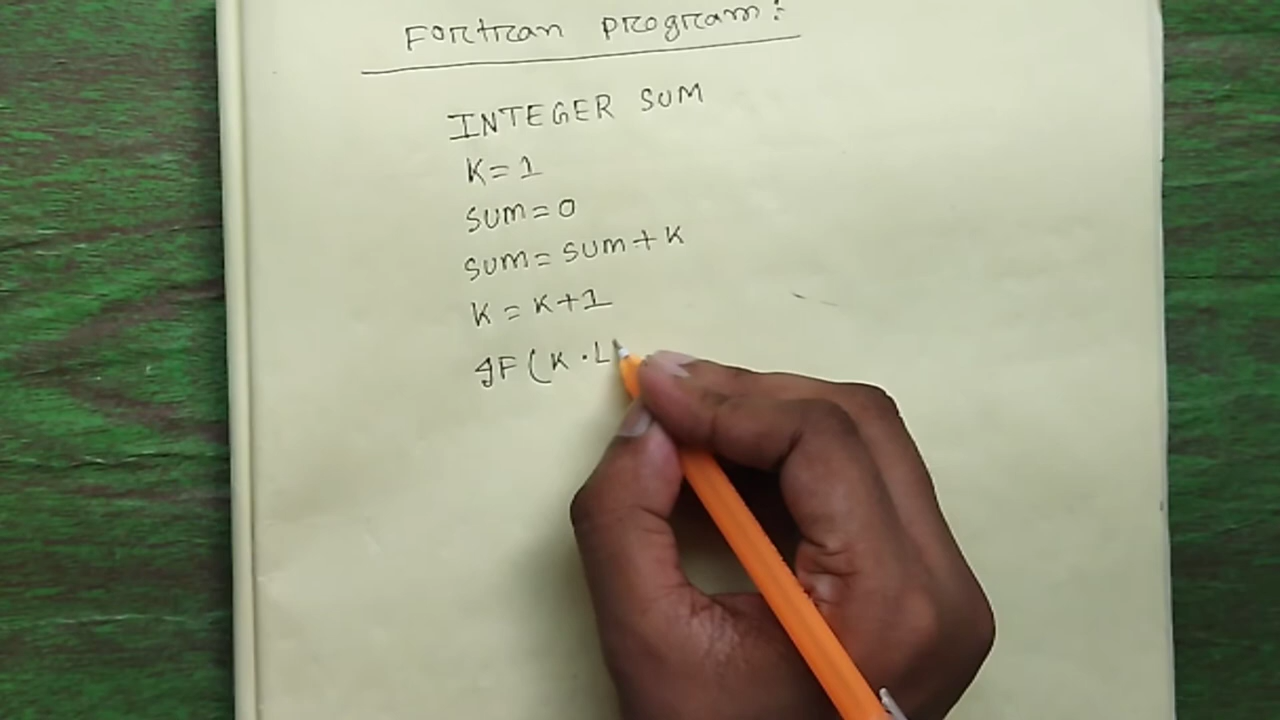 Fortran program:
INTEGER SUM
K = 1
SUM = 0
SUM = SUM + K
K = K + 1
IF (K .L